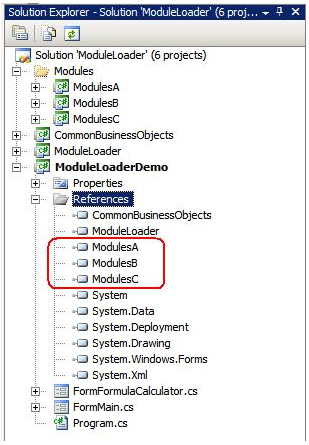 Solution Explorer - Solution 'ModuleLoader' (6 proj...
Solution 'ModuleLoader' (6 projects)
Modules
ModulesA
ModulesB
ModulesC
CommonBusinessObjects
ModuleLoader
ModuleLoaderDemo
Properties
References
CommonBusinessObjects
ModuleLoader
ModulesA
ModulesB
ModulesC
System
System.Data
System.Deployment
System.Drawing
System.Windows.Forms
System.Xml
FormFormulaCalculator.cs
FormMain.cs
Program.cs